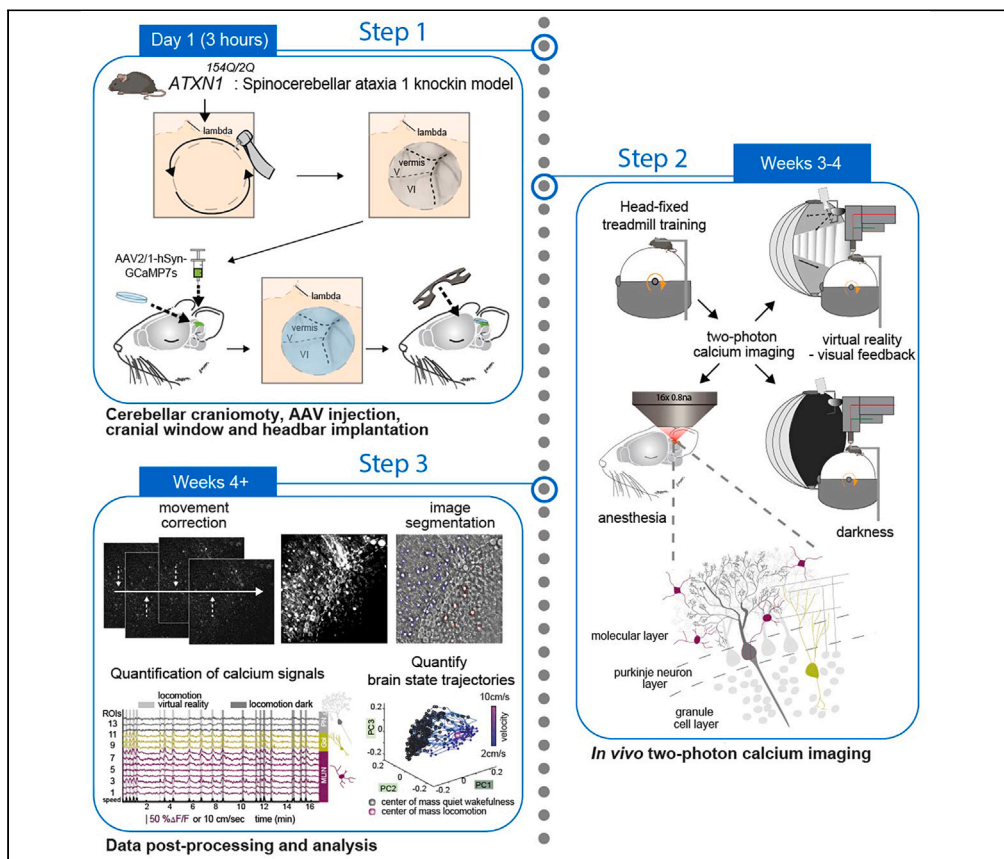 Step 1
Day 1 (3 hours)
154Q/2Q
ATXN1 : Spinocerebellar ataxia 1 knockin model
lambda
lambda
vermis
V
VI
AAV2/1-hSyn-
GCaMP7s
lambda
vermis
V
VI
Cerebellar craniomoty, AAV injection,
cranial window and headbar implantation
Step 2
Weeks 3-4
Head-fixed
treadmill training
two-photon
calcium imaging
virtual reality
- visual feedback
16x 0.8na
anesthesia
darkness
molecular layer
purkinje neuron
layer
granule
cell layer
In vivo two-photon calcium imaging
Step 3
Weeks 4+
movement
correction
image
segmentation
Quantification of calcium signals
locomotion
virtual reality
locomotion dark
ROIs
13
11
9
7
5
3
1
speed
PN
GoI
MLIN
2 4 6 8 10 12 14 16
| 50 %ΔF/F or 10 cm/sec time (min)
Quantify
brain state trajectories
10cm/s
velocity
2cm/s
0.2
0
-0.2
PC3
0.2
0
-0.2
PC2
0.2
0
-0.2
PC1
center of mass quiet wakefulness
center of mass locomotion
Data post-processing and analysis